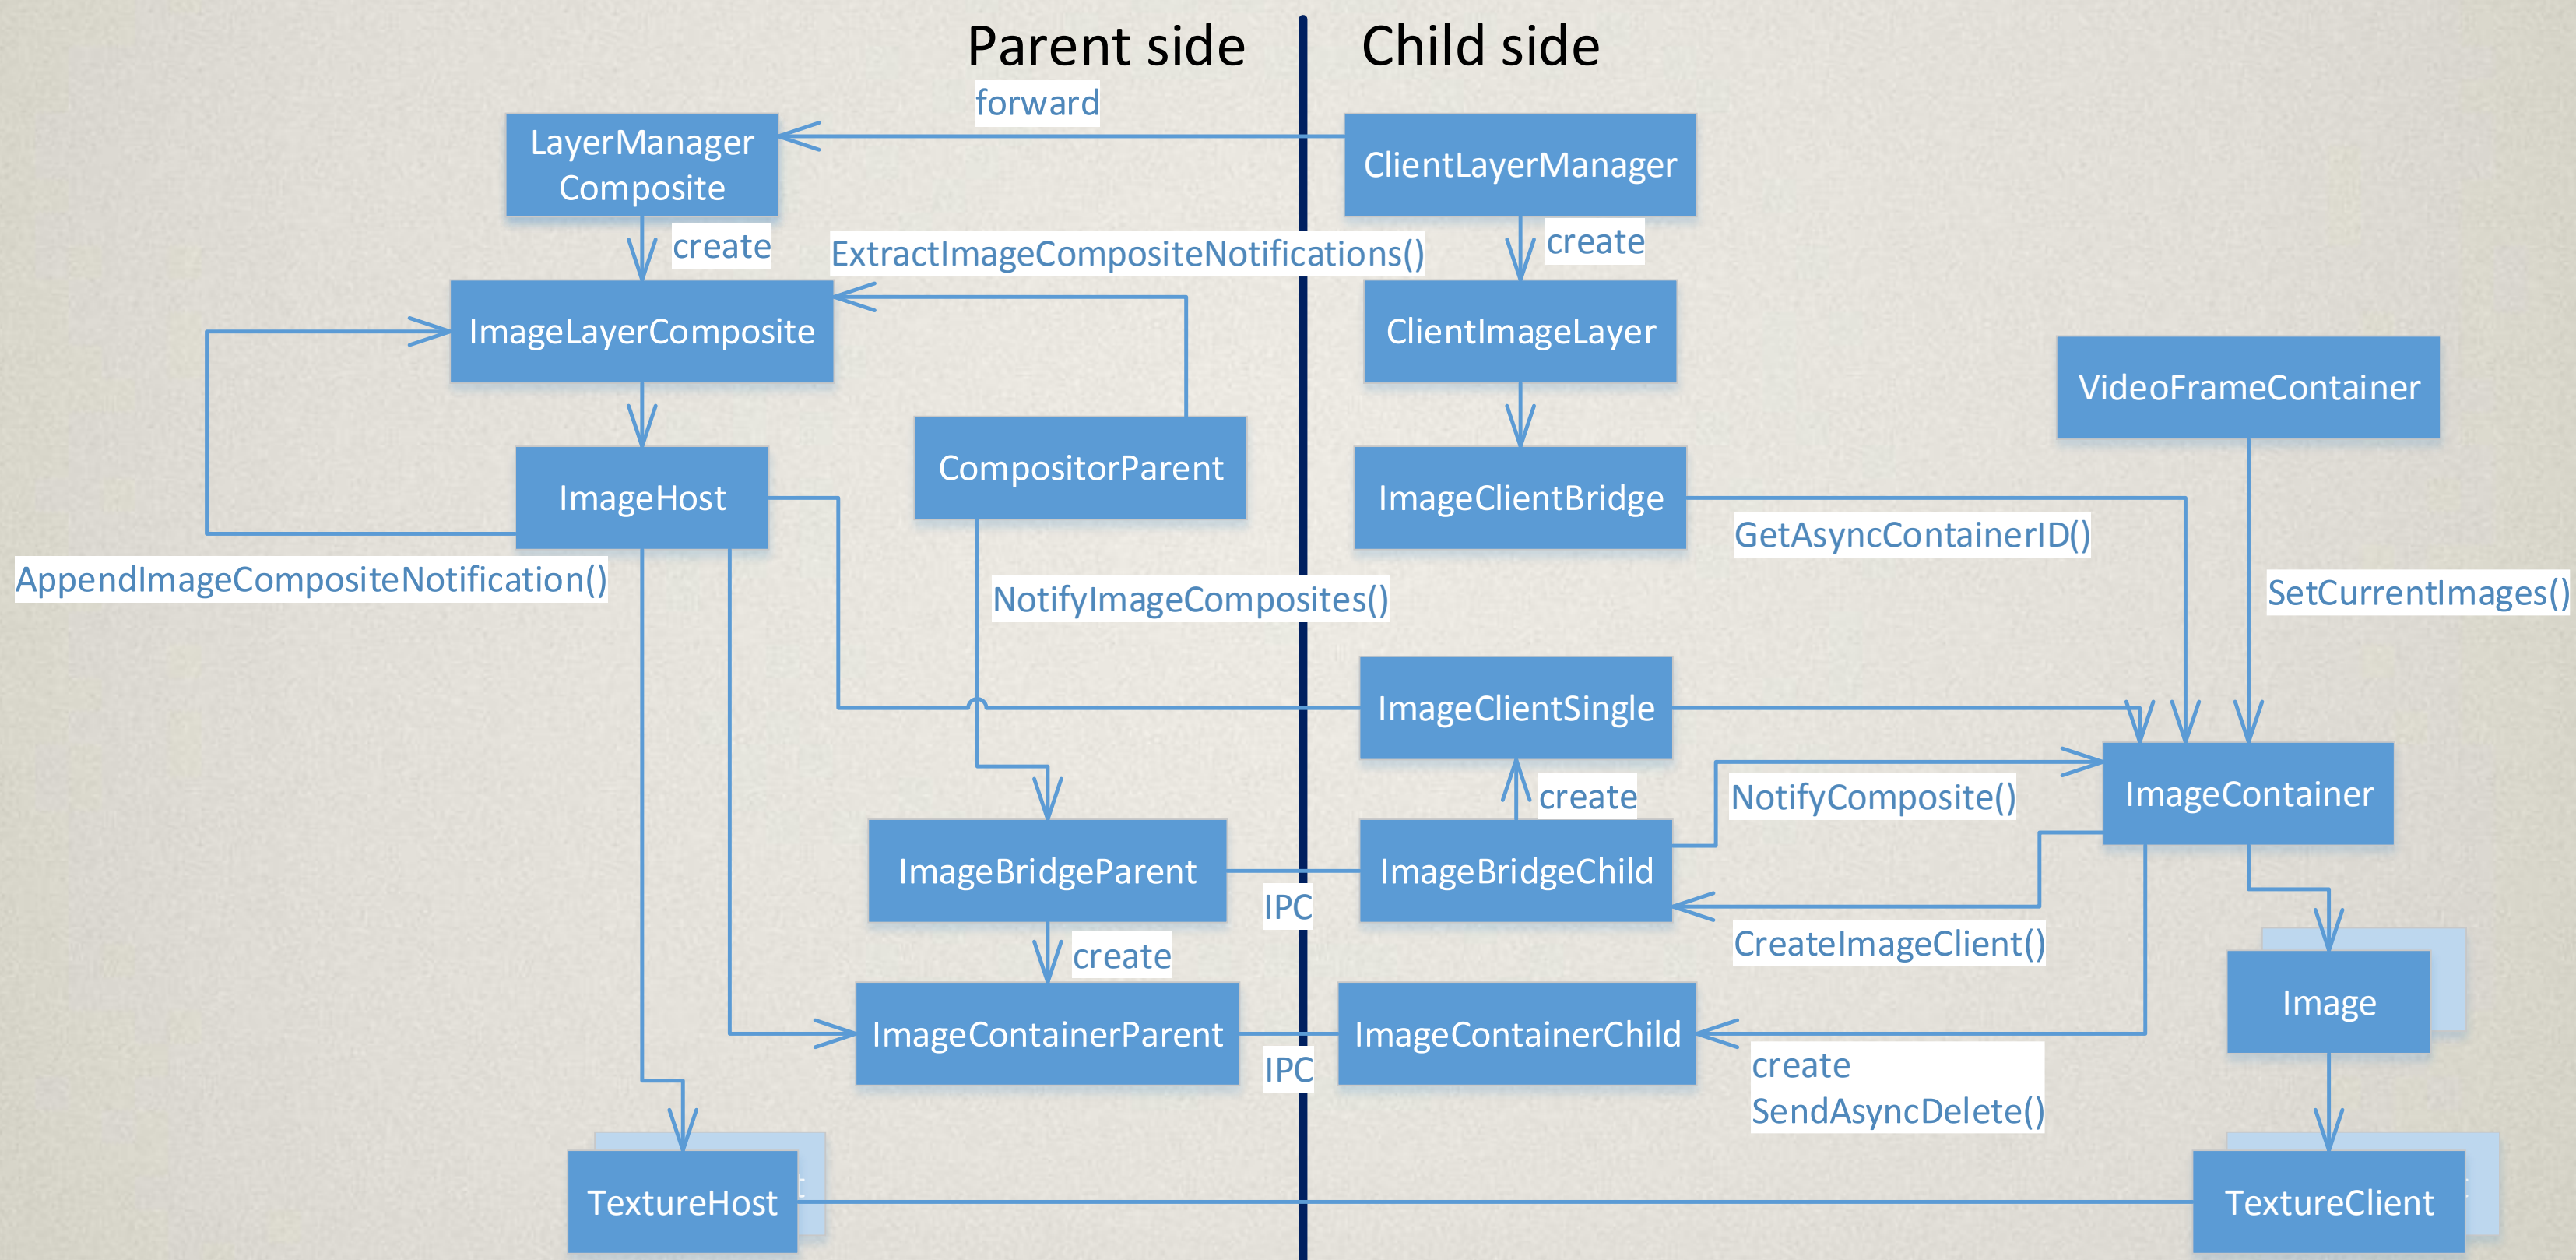 Parent side
Child side
forward
LayerManager
Composite
ClientLayerManager
create
ExtractImageCompositeNotifications()
create
ImageLayerComposite
ClientImageLayer
VideoFrameContainer
CompositorParent
ImageHost
ImageClientBridge
GetAsyncContainerID()
AppendImageCompositeNotification()
NotifyImageComposites()
SetCurrentImages()
ImageClientSingle
create
NotifyComposite()
ImageContainer
ImageBridgeParent
IPC
ImageBridgeChild
CreateImageClient()
create
Image
ImageContainerParent
IPC
ImageContainerChild
create
SendAsyncDelete()
TextureHost
TextureClient